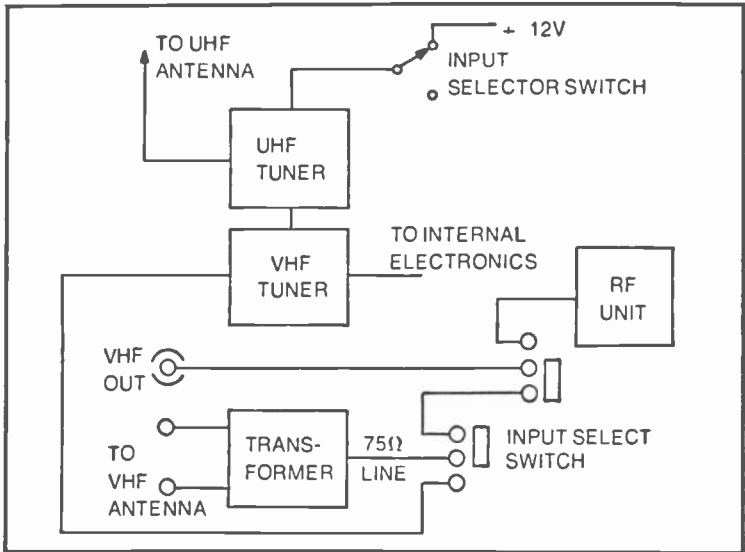 + 12V
TO UHF
ANTENNA
INPUT
SELECTOR SWITCH
UHF
TUNER
VHF
TUNER
TO INTERNAL
ELECTRONICS
RF
UNIT
VHF
OUT
TO
VHF
ANTENNA
TRANS-
FORMER
75Ω
LINE
INPUT SELECT
SWITCH